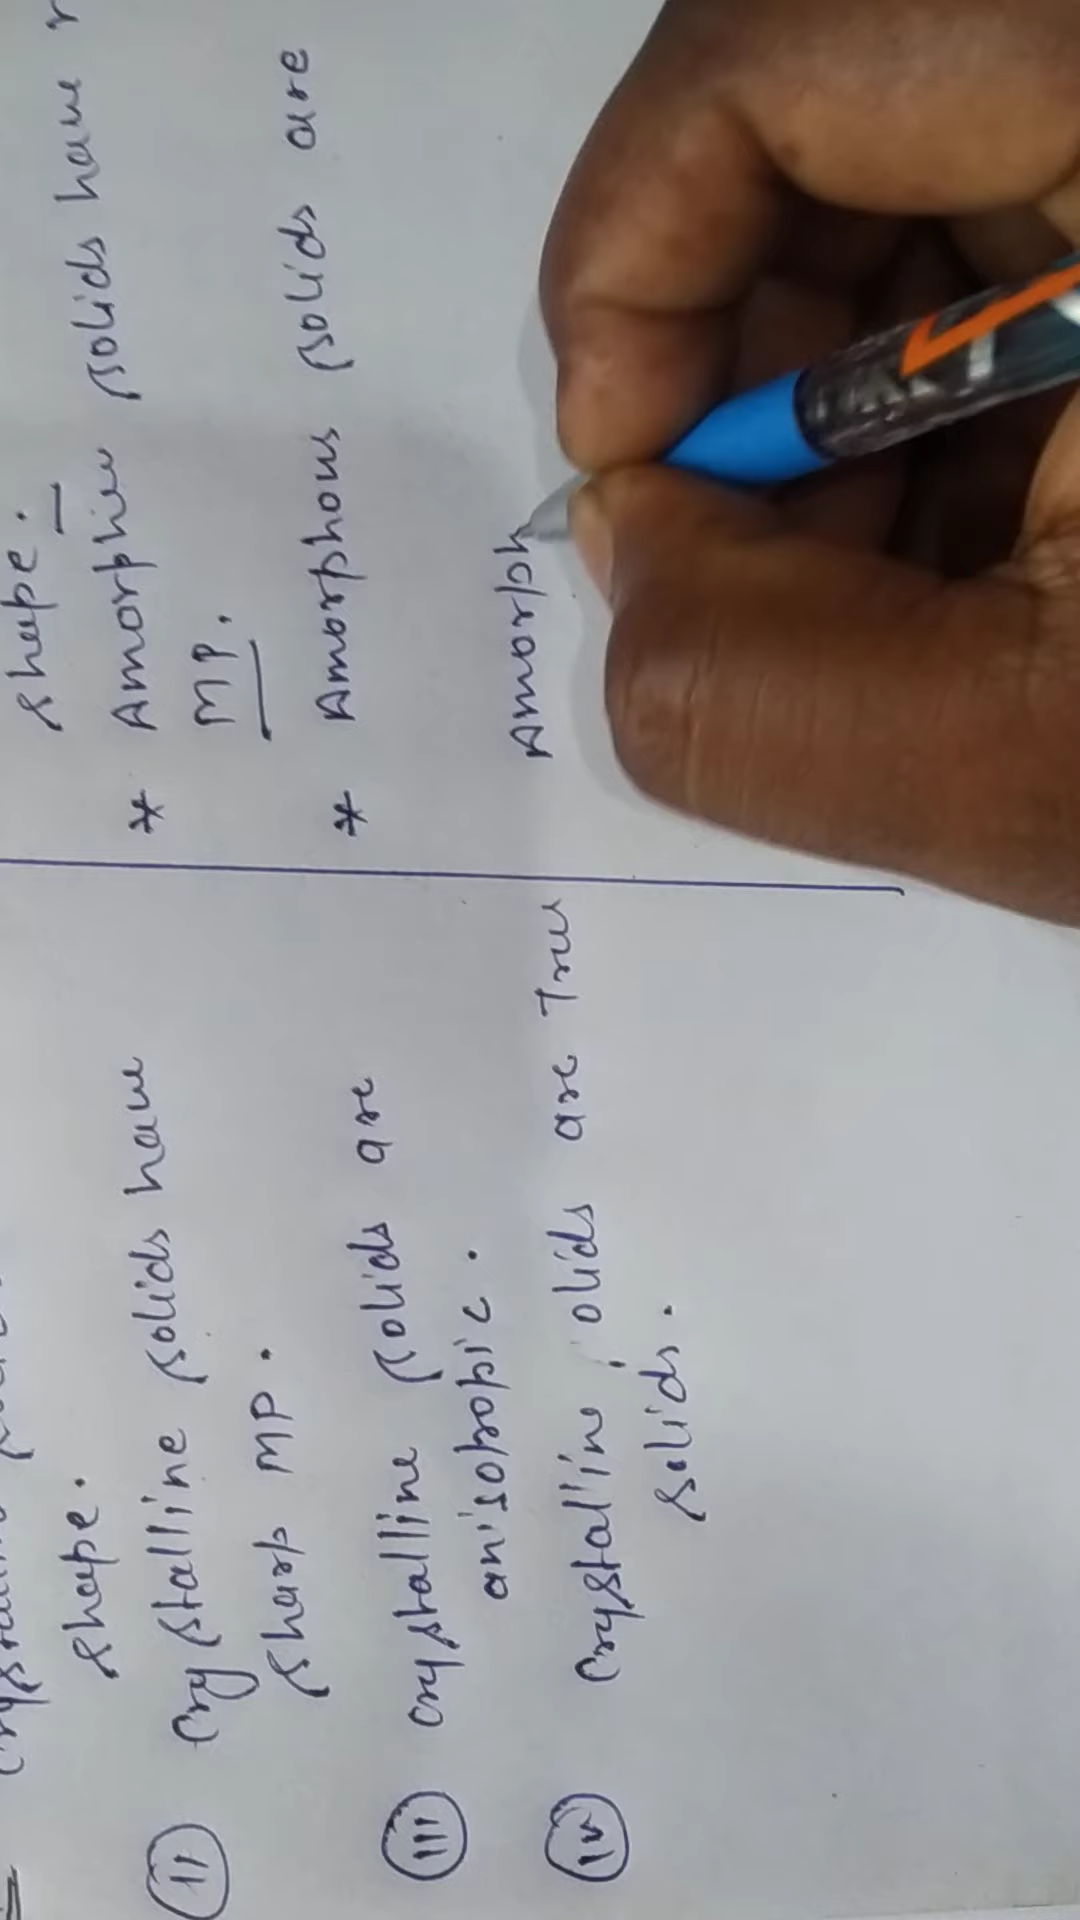 shape.
Crystalline solids have
sharp MP.
crystalline solids are
anisotropic.
crystalline solids are True
solids.
shape.
* Amorphous solids have
MP.
* Amorphous solids are
Amorph
(ii)
(iii)
(iv)